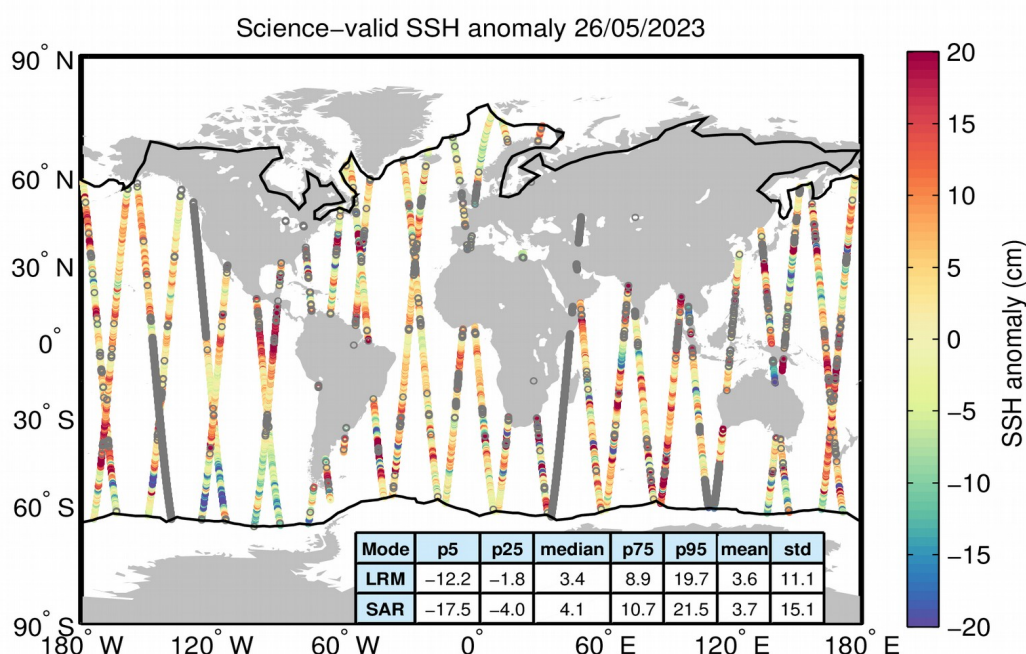 Science−valid SSH anomaly 26/05/2023
90° N
60° N
30° N
0°
30° S
60° S
90° S
180° W
120° W
60° W
0°
60° E
120° E
180° E
Mode p5 p25 median p75 p95 mean std
LRM −12.2 −1.8 3.4 8.9 19.7 3.6 11.1
SAR −17.5 −4.0 4.1 10.7 21.5 3.7 15.1
20
15
10
5
0
−5
−10
−15
−20
SSH anomaly (cm)